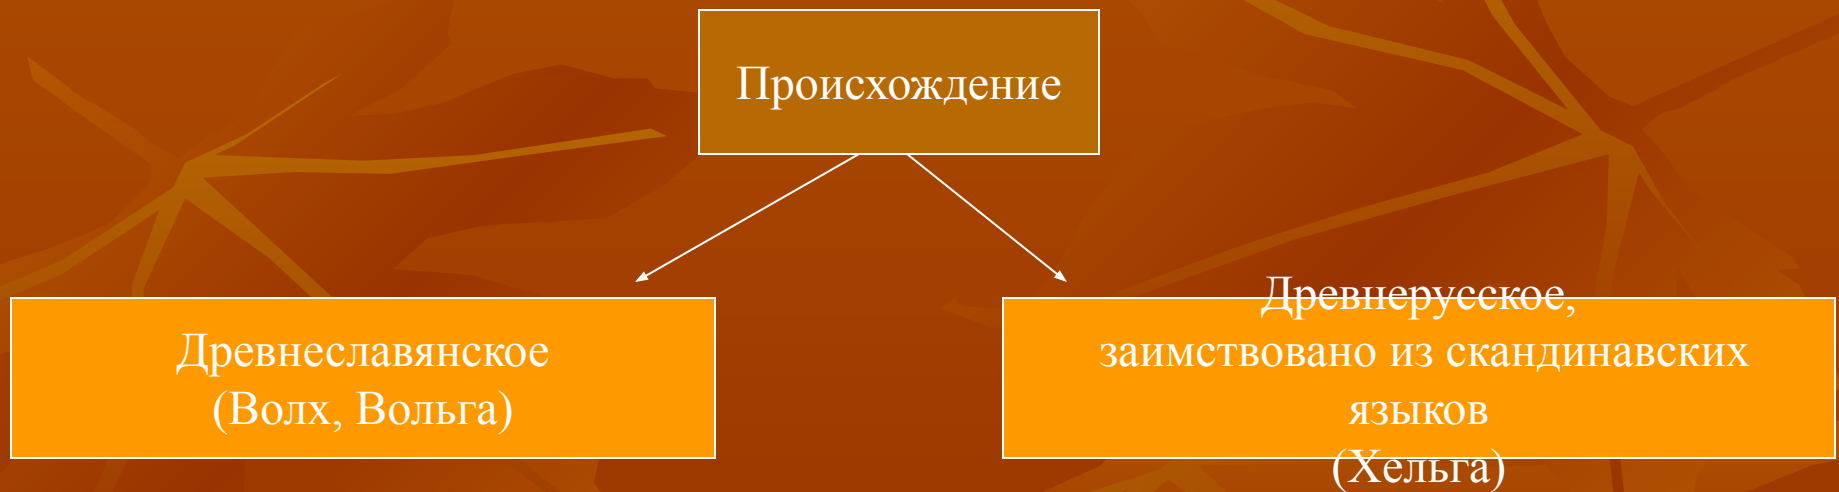 Происхождение
Древнеславянское
(Волх, Вольга)
Древнерусское,
заимствовано из скандинавских
языков
(Хельга)